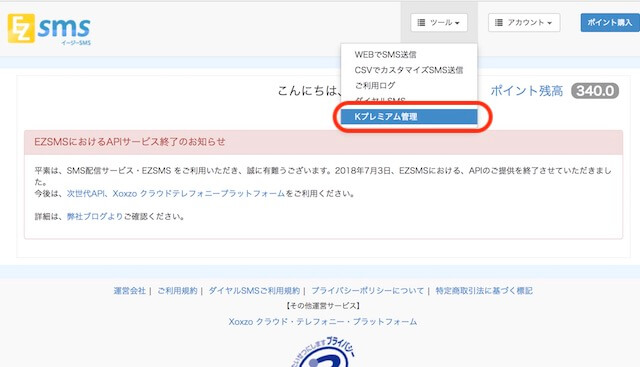 EZsms
イージーSMS
ツール
アカウント
ポイント購入
WEBでSMS送信
CSVでカスタマイズSMS送信
ご利用ログ
ダイヤルSMS
Kプレミアム管理
こんにちは、
ポイント残高 340.0
EZSMSにおけるAPIサービス終了のお知らせ
平素は、SMS配信サービス・EZSMS をご利用いただき、誠に有難うございます。2018年7月3日、EZSMSにおける、APIのご提供を終了させていただきまし
た。
今後は、次世代API、Xoxzo クラウドテレフォニープラットフォームをご利用ください。
詳細は、弊社ブログよりご確認ください。
運営会社 | ご利用規約 | ダイヤルSMSご利用規約 | プライバシーポリシーについて | 特定商取引法に基づく標記
【その他運営サービス】
Xoxzo クラウド・テレフォニー・プラットフォーム
たいせつにします プライバシー